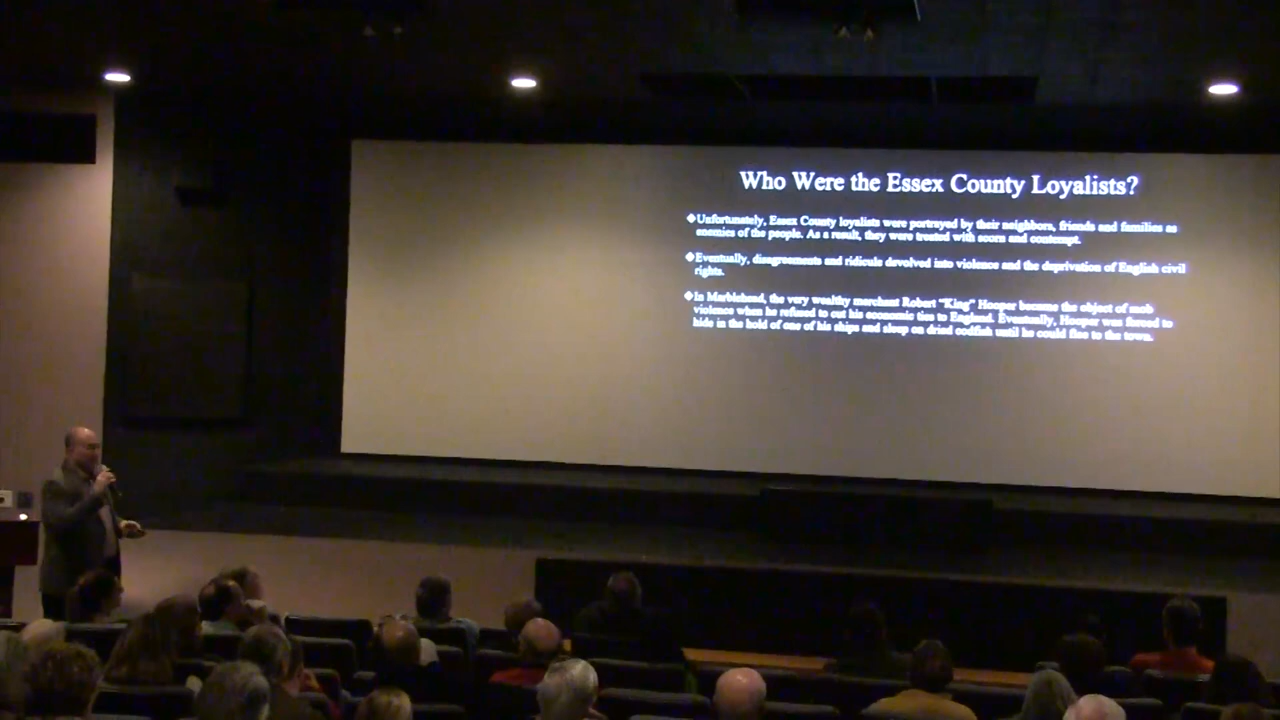 Who Were the Essex County Loyalists?
❖Unfortunately, Essex County loyalists were portrayed by their neighbors, friends and families as
enemies of the people. As a result, they were treated with scorn and contempt.
❖Eventually, disagreements and ridicule devolved into violence and the deprivation of English civil
rights.
❖In Marblehead, the very wealthy merchant Robert "King" Hooper became the object of mob
violence when he refused to cut his economic ties to England. Eventually, Hooper was forced to
hide in the hold of one of his ships and sleep on dried codfish until he could flee to the town.